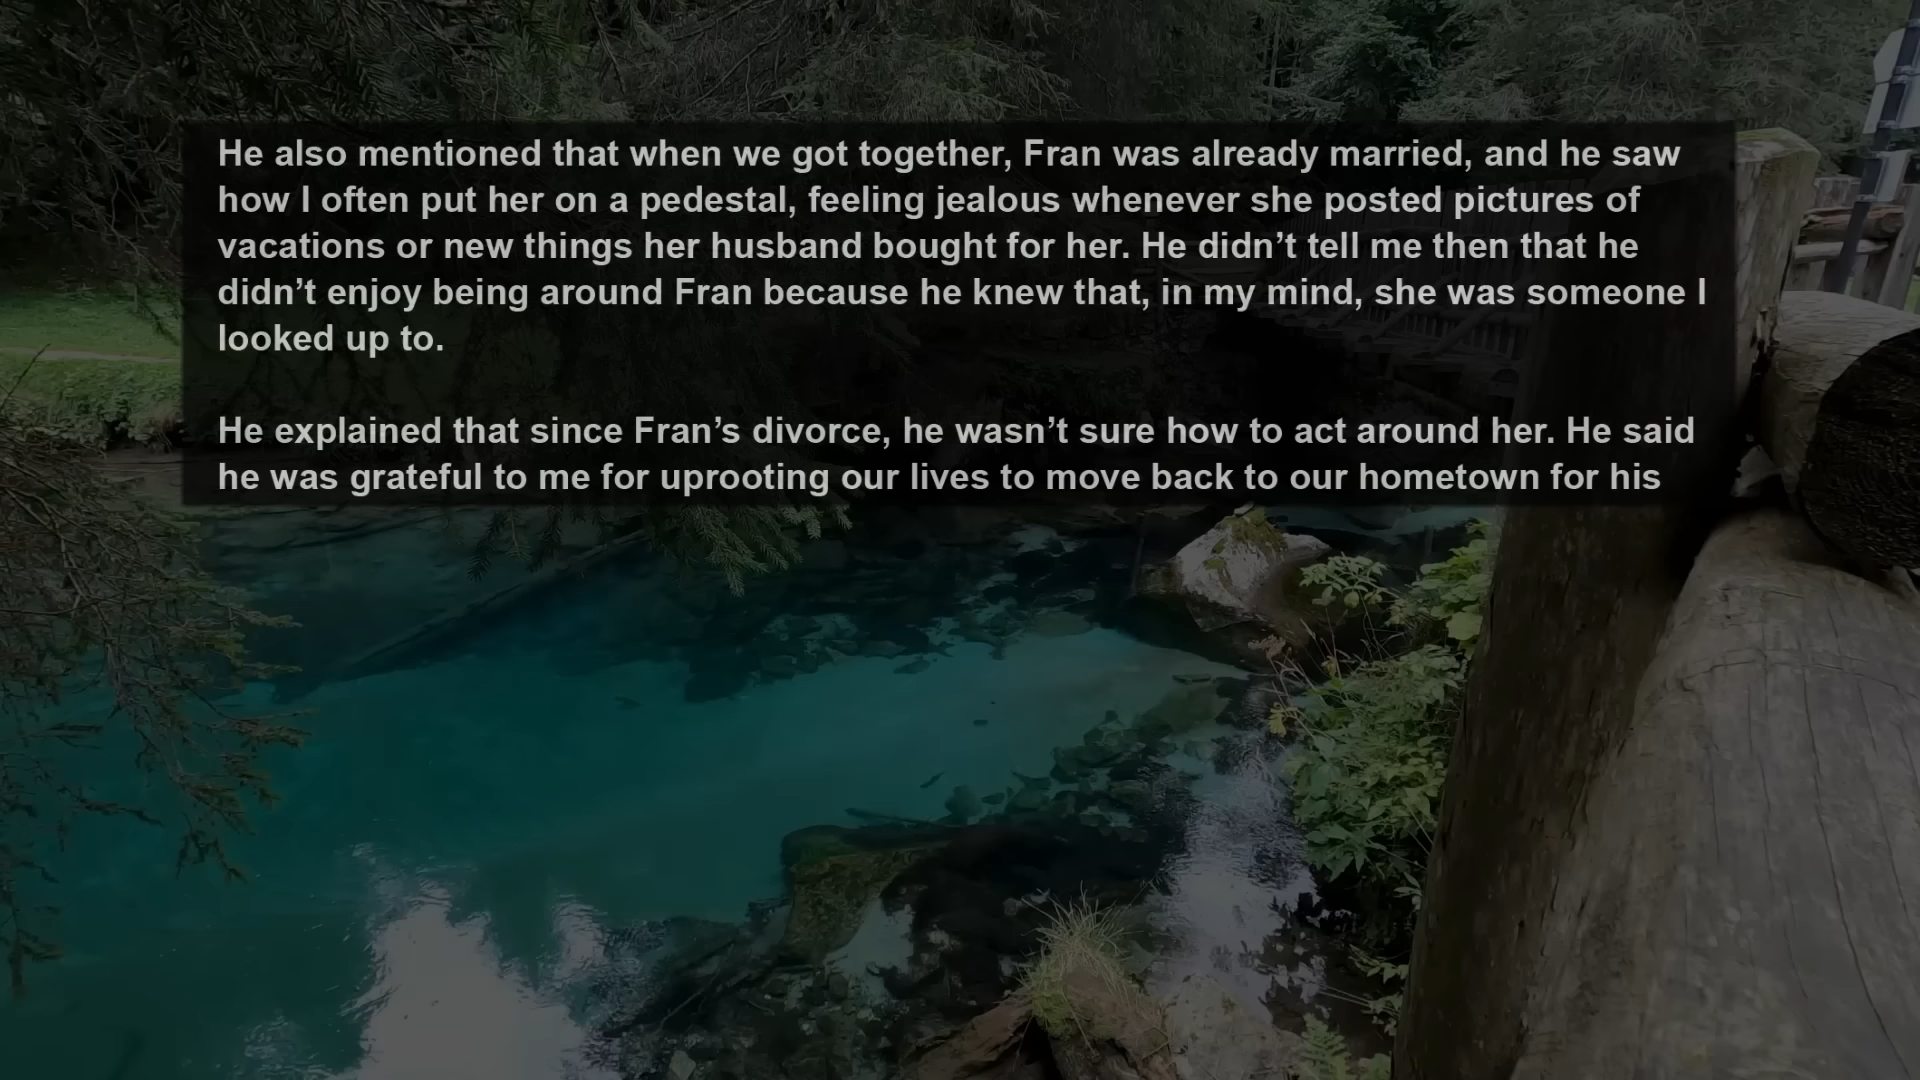 He also mentioned that when we got together, Fran was already married, and he saw
how I often put her on a pedestal, feeling jealous whenever she posted pictures of
vacations or new things her husband bought for her. He didn’t tell me then that he
didn’t enjoy being around Fran because he knew that, in my mind, she was someone I
looked up to.
He explained that since Fran’s divorce, he wasn’t sure how to act around her. He said
he was grateful to me for uprooting our lives to move back to our hometown for his